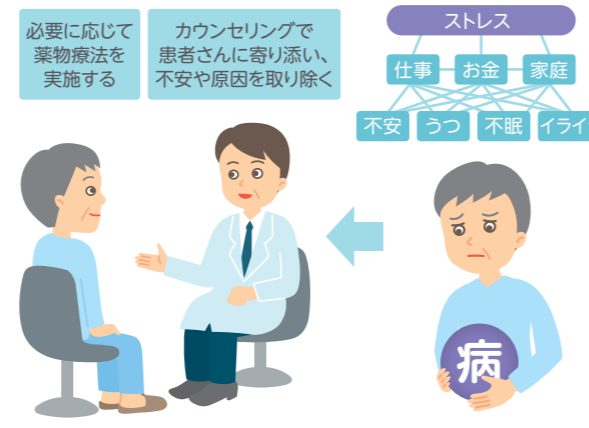 必要に応じて
薬物療法を
実施する
カウンセリングで
患者さんに寄り添い、
不安や原因を取り除く
ストレス
仕事
お金
家庭
不安
うつ
不眠
イライ
病